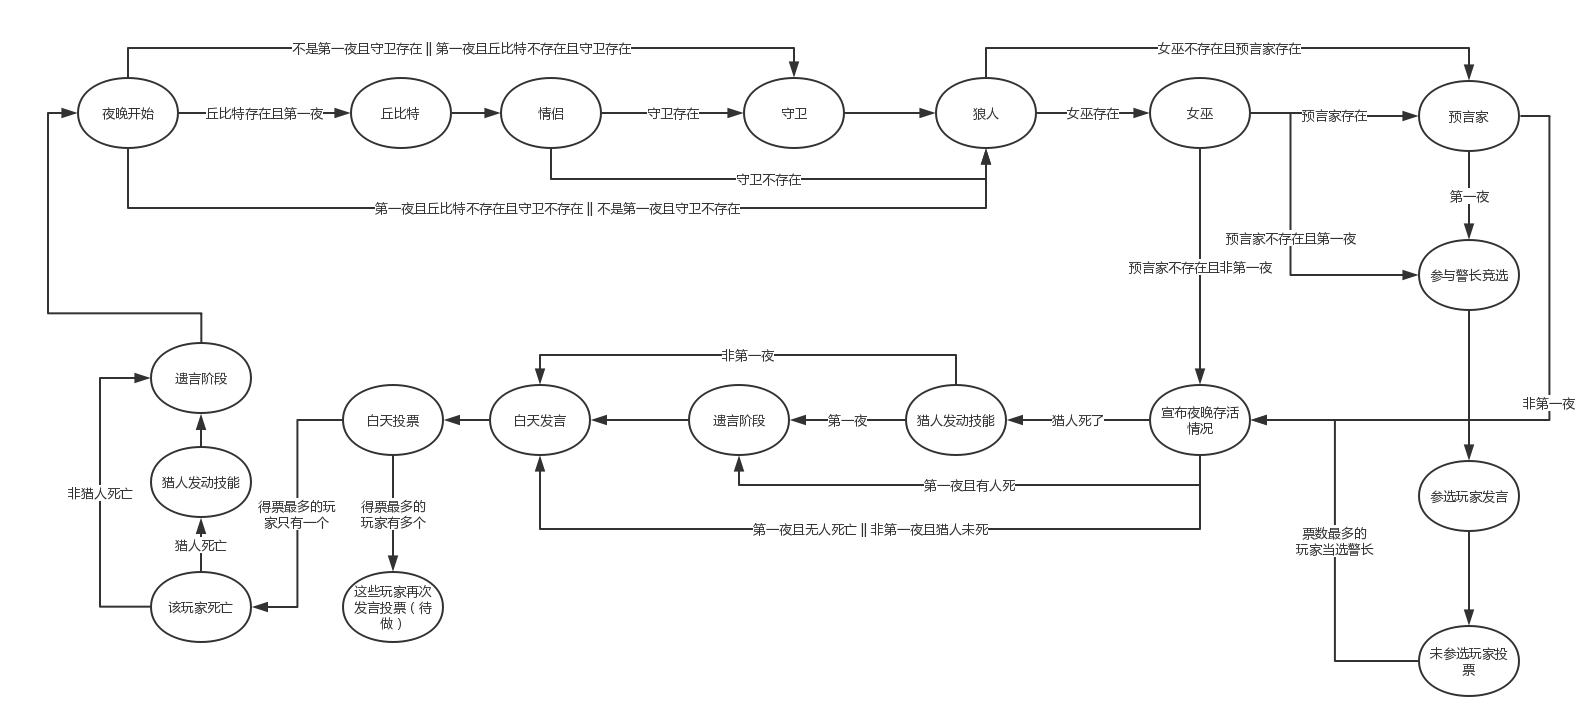 不是第一夜且守卫存在 || 第一夜且丘比特不存在且守卫存在
女巫不存在且预言家存在
夜晚开始
丘比特存在且第一夜
丘比特
情侣
守卫存在
守卫
狼人
女巫存在
女巫
预言家存在
预言家
守卫不存在
第一夜
第一夜且丘比特不存在且守卫不存在 || 不是第一夜且守卫不存在
预言家不存在且第一夜
预言家不存在且非第一夜
参与警长竞选
非第一夜
遗言阶段
非第一夜
白天投票
白天发言
遗言阶段
第一夜
猎人发动技能
猎人死了
宣布夜晚存活
情况
猎人发动技能
非猎人死亡
第一夜且有人死
参选玩家发言
得票最多的玩
家只有一个
得票最多的
玩家有多个
第一夜且无人死亡 || 非第一夜且猎人未死
票数最多的
玩家当选警长
猎人死亡
该玩家死亡
这些玩家再次
发言投票（待
做）
未参选玩家投
票